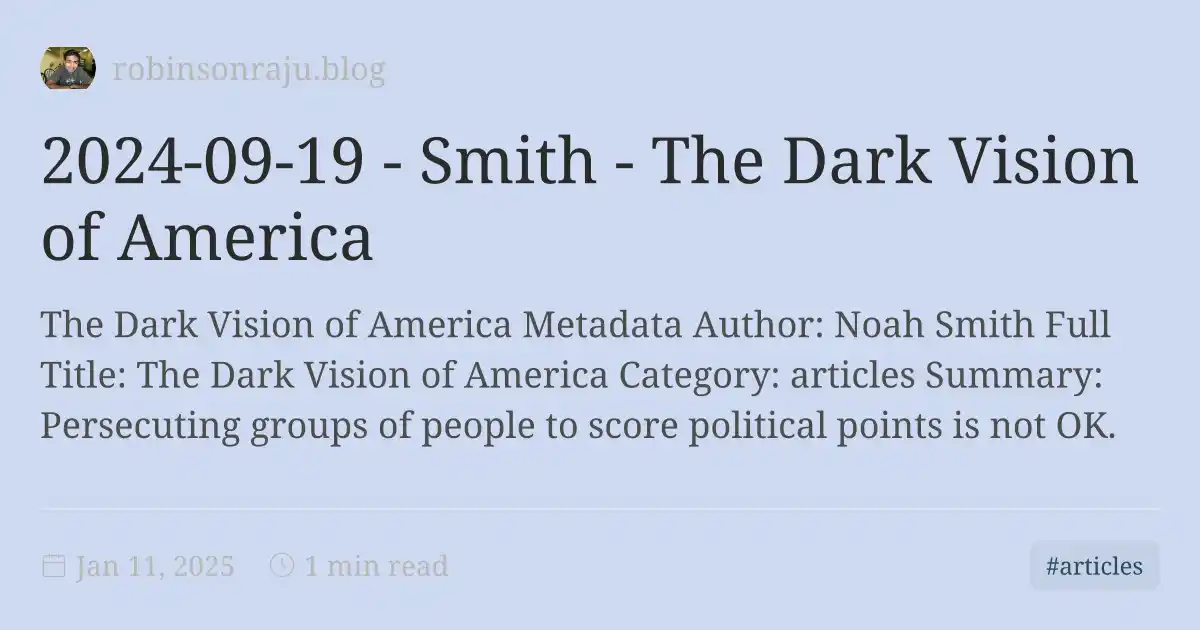 robinsonraju.blog
2024-09-19 - Smith - The Dark Vision
of America
The Dark Vision of America Metadata Author: Noah Smith Full
Title: The Dark Vision of America Category: articles Summary:
Persecuting groups of people to score political points is not OK.
Jan 11, 2025 1 min read #articles